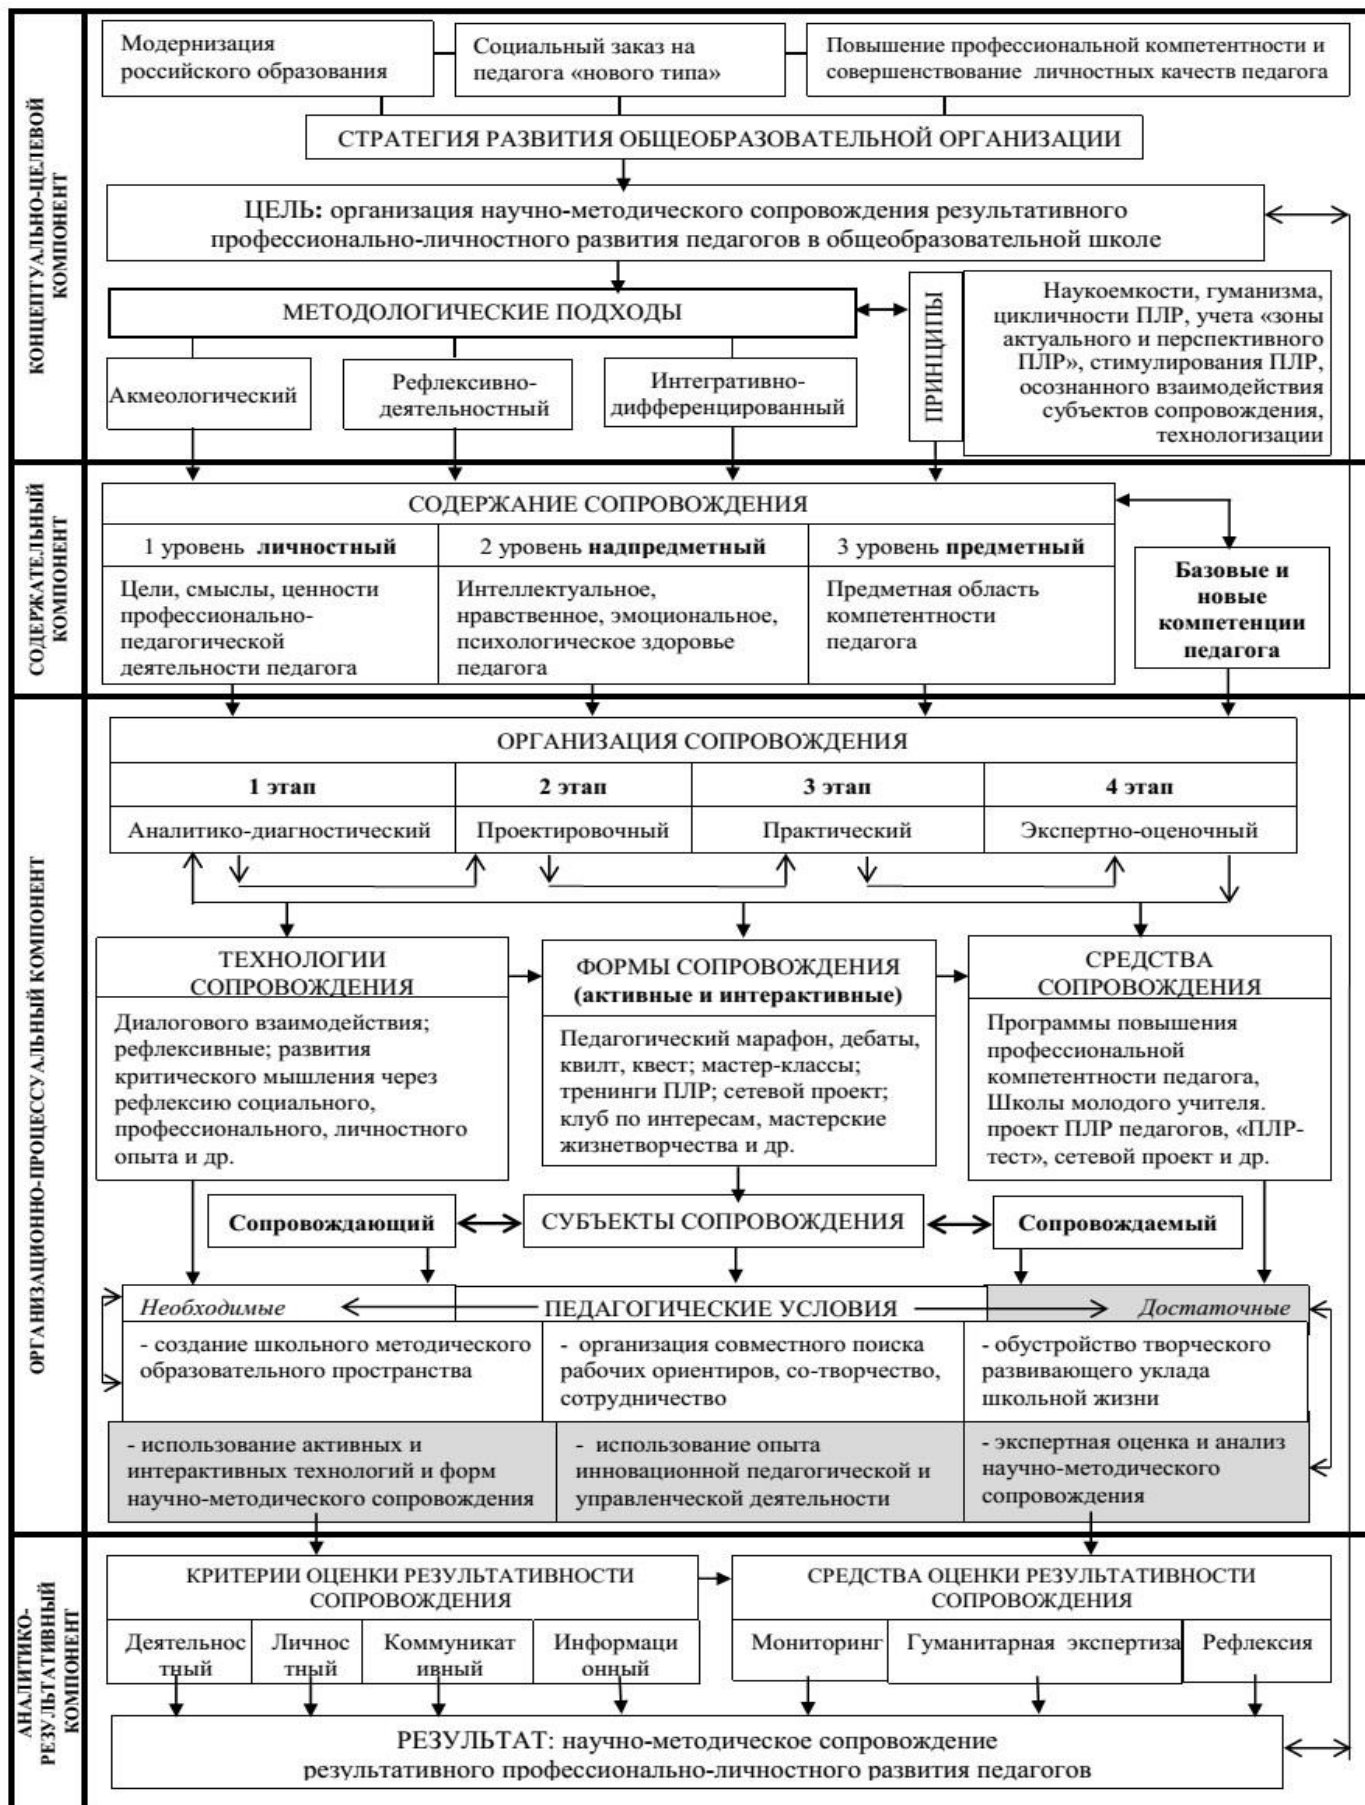 КОНЦЕПТУАЛЬНО-ЦЕЛЕВОЙ
КОМПОНЕНТ
Модернизация
российского образования
Социальный заказ на
педагога «нового типа»
Повышение профессиональной компетентности и
совершенствование личностных качеств педагога
СТРАТЕГИЯ РАЗВИТИЯ ОБЩЕОБРАЗОВАТЕЛЬНОЙ ОРГАНИЗАЦИИ
ЦЕЛЬ: организация научно-методического сопровождения результативного
профессионально-личностного развития педагогов в общеобразовательной школе
МЕТОДОЛОГИЧЕСКИЕ ПОДХОДЫ
Акмеологический
Рефлексивно-
деятельностный
Интегративно-
дифференцированный
ПРИНЦИПЫ
Наукоемкости, гуманизма,
цикличности ПЛР, учета «зоны
актуального и перспективного
ПЛР», стимулирования ПЛР,
осознанного взаимодействия
субъектов сопровождения,
технологизации
СОДЕРЖАТЕЛЬНЫЙ
КОМПОНЕНТ
СОДЕРЖАНИЕ СОПРОВОЖДЕНИЯ
1 уровень личностный
2 уровень надпредметный
3 уровень предметный
Цели, смыслы, ценности
профессионально-
педагогической
деятельности педагога
Интеллектуальное,
нравственное, эмоциональное,
психологическое здоровье
педагога
Предметная область
компетентности
педагога
Базовые и
новые
компетенции
педагога
ОРГАНИЗАЦИОННО-ПРОЦЕССУАЛЬНЫЙ КОМПОНЕНТ
ОРГАНИЗАЦИЯ СОПРОВОЖДЕНИЯ
1 этап
2 этап
3 этап
4 этап
Аналитико-диагностический
Проектировочный
Практический
Экспертно-оценочный
ТЕХНОЛОГИИ
СОПРОВОЖДЕНИЯ
Диалогового взаимодействия;
рефлексивные; развития
критического мышления через
рефлексию социального,
профессионального, личностного
опыта и др.
ФОРМЫ СОПРОВОЖДЕНИЯ
(активные и интерактивные)
Педагогический марафон, дебаты,
квилт, квест; мастер-классы;
тренинги ПЛР; сетевой проект;
клуб по интересам, мастерские
жизнетворчества и др.
СРЕДСТВА
СОПРОВОЖДЕНИЯ
Программы повышения
профессиональной
компетентности педагога,
Школы молодого учителя.
проект ПЛР педагогов, «ПЛР-
тест», сетевой проект и др.
Сопровождающий
СУБЪЕКТЫ СОПРОВОЖДЕНИЯ
Сопровождаемый
Необходимые
ПЕДАГОГИЧЕСКИЕ УСЛОВИЯ
Достаточные
- создание школьного методического
образовательного пространства
- организация совместного поиска
рабочих ориентиров, со-творчество,
сотрудничество
- обустройство творческого
развивающего уклада
школьной жизни
- использование активных и
интерактивных технологий и форм
научно-методического сопровождения
- использование опыта
инновационной педагогической и
управленческой деятельности
- экспертная оценка и анализ
научно-методического
сопровождения
АНАЛИТИКО-
РЕЗУЛЬТАТИВНЫЙ
КОМПОНЕНТ
КРИТЕРИИ ОЦЕНКИ РЕЗУЛЬТАТИВНОСТИ
СОПРОВОЖДЕНИЯ
Деятельнос
тный
Личнос
тный
Коммуникат
ивный
Информаци
онный
СРЕДСТВА ОЦЕНКИ РЕЗУЛЬТАТИВНОСТИ
СОПРОВОЖДЕНИЯ
Мониторинг
Гуманитарная экспертиза
Рефлексия
РЕЗУЛЬТАТ: научно-методическое сопровождение
результативного профессионально-личностного развития педагогов